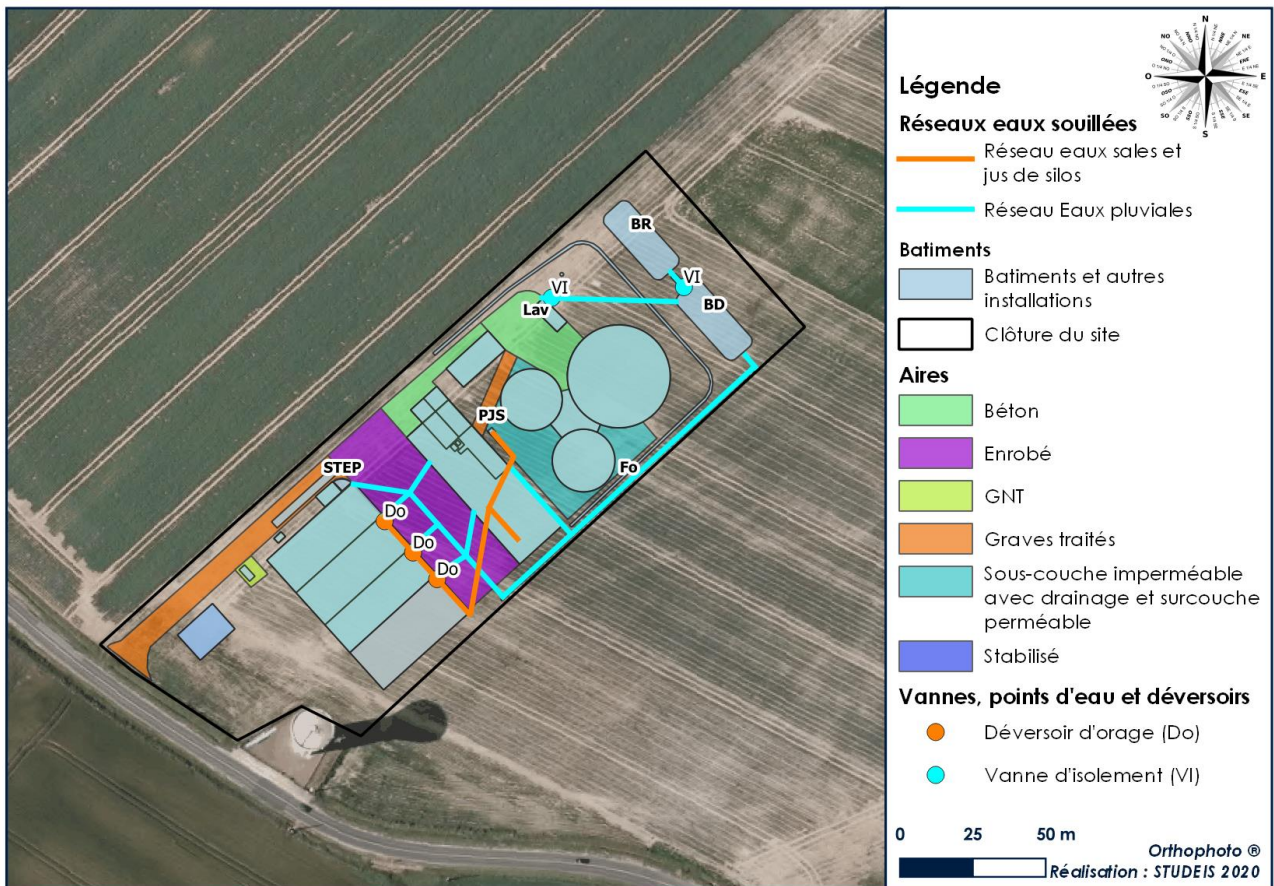 BR
VI
VI
BD
Lav
PJS
STEP
Fo
Do
Do
Do
N
NO
NE
O
E
SO
SE
S
Légende
Réseaux eaux souillées
Réseau eaux sales et
jus de silos
Réseau Eaux pluviales
Batiments
Batiments et autres
installations
Clôture du site
Aires
Béton
Enrobé
GNT
Graves traités
Sous-couche imperméable
avec drainage et surcouche
perméable
Stabilisé
Vannes, points d'eau et déversoirs
Déversoir d'orage (Do)
Vanne d'isolement (VI)
0 25 50 m
Orthophoto ®
Réalisation : STUDEIS 2020